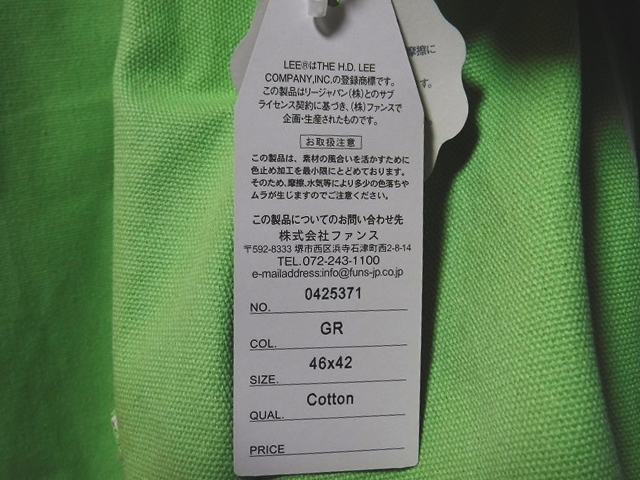 LEE®はTHE H.D. LEE
COMPANY,INC.の登録商標です。
この製品はリージャパン(株)とのサブ
ライセンス契約に基づき、(株)ファンスで
企画・生産されたものです。
お取扱注意
この製品は、素材の風合いを活かすために
色止め加工を最小限にとどめております。
そのため、摩擦、水気等により多少の色落ちや
ムラが生じますのでご注意ください。
この製品についてのお問い合わせ先
株式会社ファンス
〒592-8333 堺市西区浜寺石津町西2-8-14
TEL.072-243-1100
e-mailaddress:info@funs-jp.co.jp
NO. 0425371
COL. GR
SIZE. 46x42
QUAL. Cotton
PRICE
摩擦に
す。